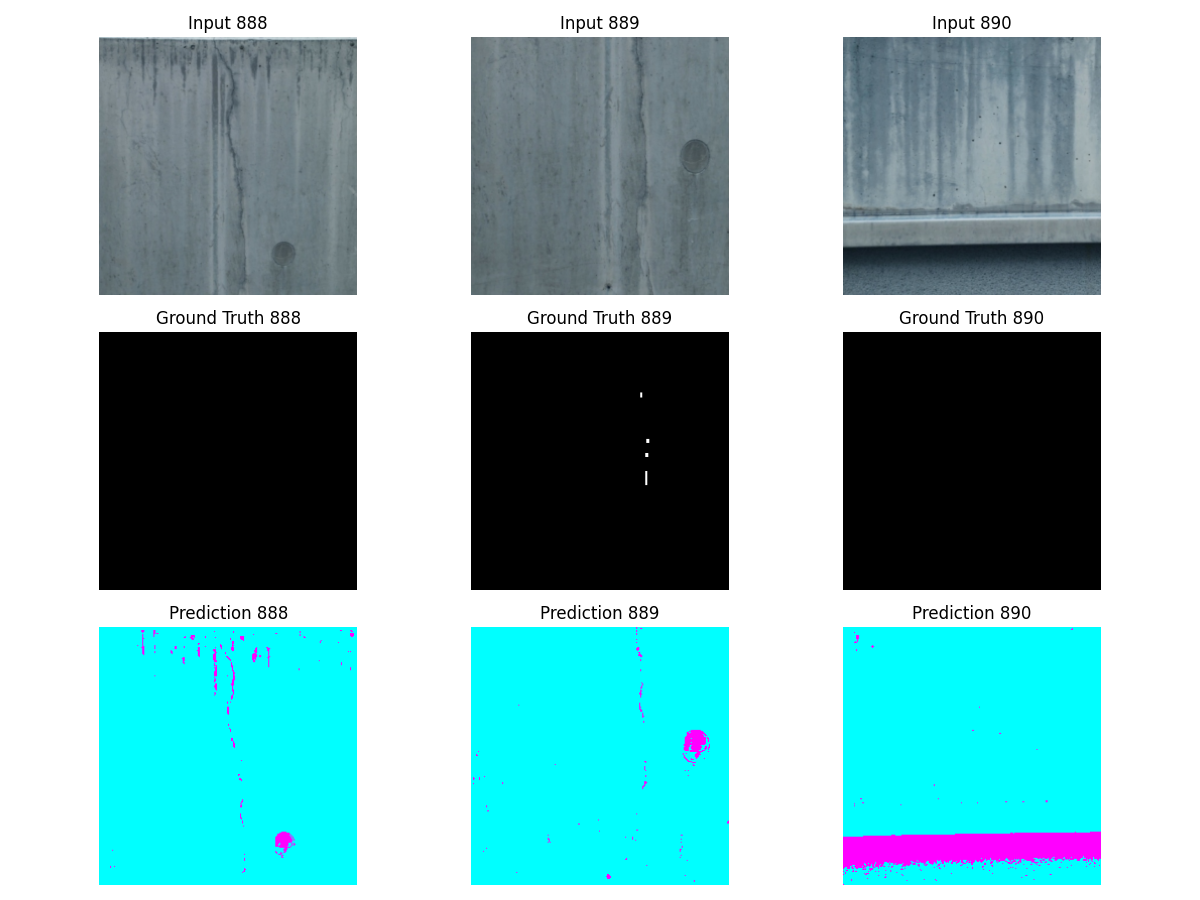 Input 888
Input 889
Input 890
Ground Truth 888
Ground Truth 889
Ground Truth 890
Prediction 888
Prediction 889
Prediction 890